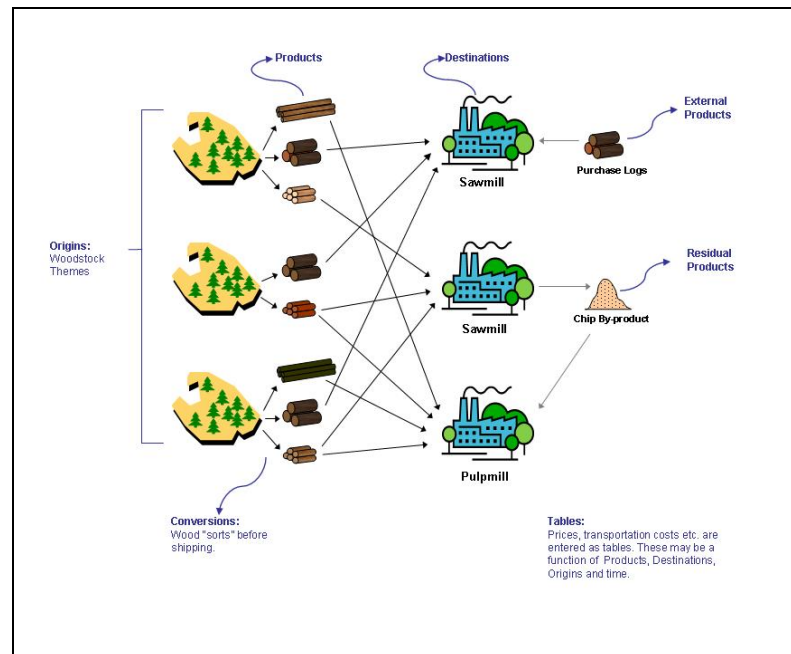 Products
Destinations
External
Products
Sawmill
Purchase Logs
Origins:
Woodstock
Themes
Residual
Products
Sawmill
Chip By-product
Pulpmill
Conversions:
Wood "sorts" before
shipping.
Tables:
Prices, transportation costs etc. are
entered as tables. These may be a
function of Products, Destinations,
Origins and time.